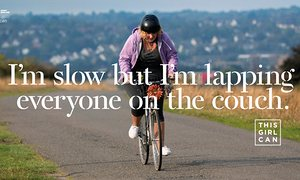 I'm slow but I'm lapping
everyone on the couch.
THIS
GIRL
CAN